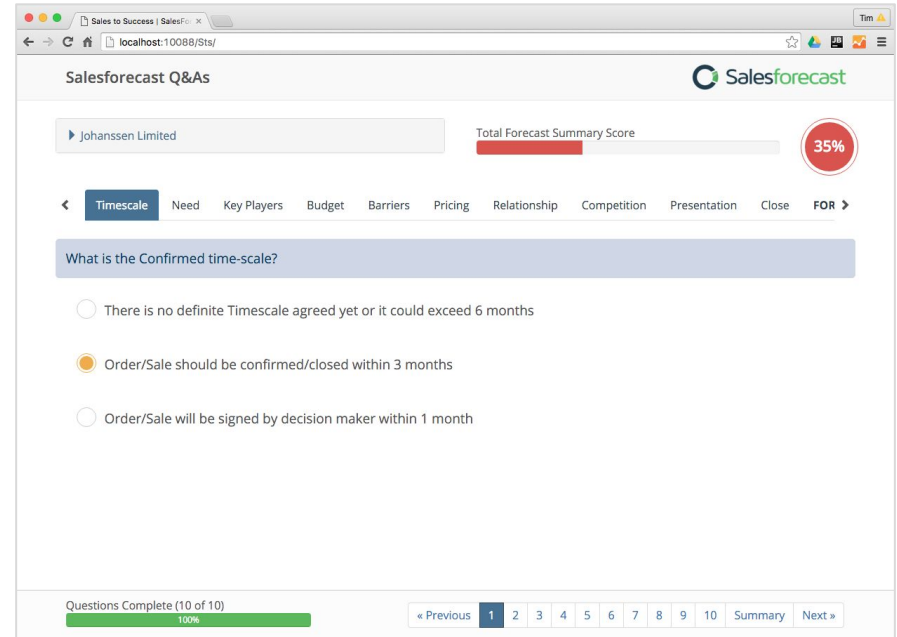 Sales to Success | SalesFo
Tim
localhost:10088/Sts/
Salesforecast Q&As
Salesforecast
Johanssen Limited
Total Forecast Summary Score
35%
Timescale Need Key Players Budget Barriers Pricing Relationship Competition Presentation Close FOR
What is the Confirmed time-scale?
There is no definite Timescale agreed yet or it could exceed 6 months
Order/Sale should be confirmed/closed within 3 months
Order/Sale will be signed by decision maker within 1 month
Questions Complete (10 of 10)
100%
« Previous 1 2 3 4 5 6 7 8 9 10 Summary Next »